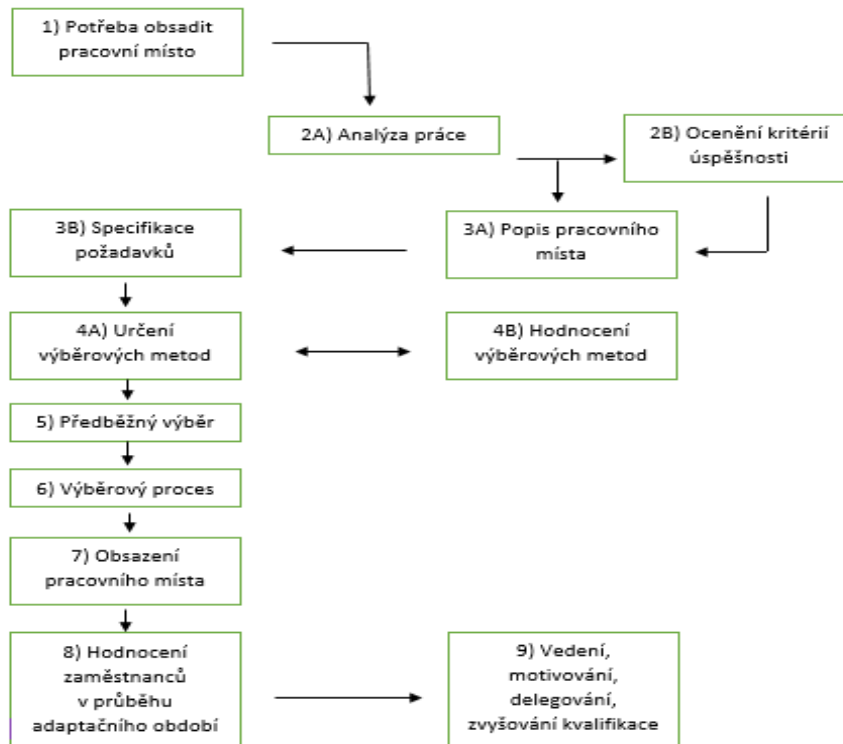 1) Potřeba obsadit
pracovní místo
2A) Analýza práce
2B) Ocenění kritérií
úspěšnosti
3B) Specifikace
požadavků
3A) Popis pracovního
místa
4A) Určení
výběrových metod
4B) Hodnocení
výběrových metod
5) Předběžný výběr
6) Výběrový proces
7) Obsazení
pracovního místa
8) Hodnocení
zaměstnanců
v průběhu
adaptačního období
9) Vedení,
motivování,
delegování,
zvyšování kvalifikace